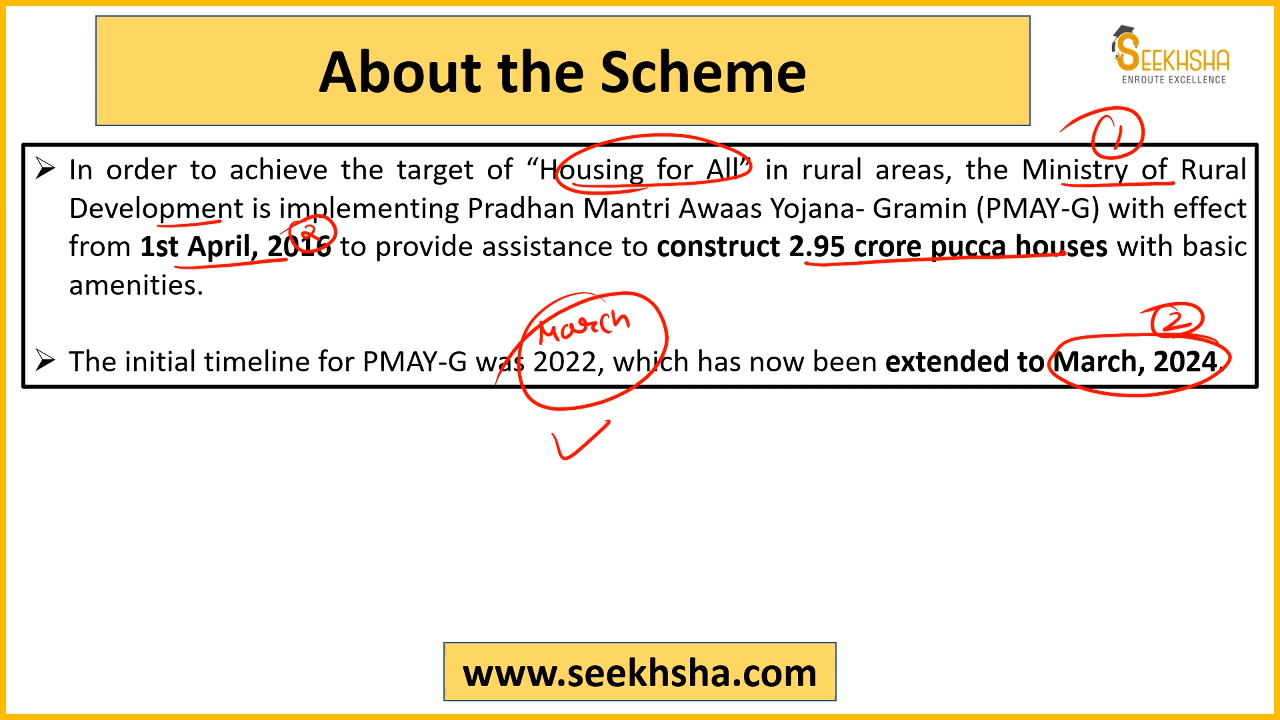 About the Scheme
SEEKHSHA
ENROUTE EXCELLENCE
1
➢ In order to achieve the target of “Housing for All” in rural areas, the Ministry of Rural
Development is implementing Pradhan Mantri Awaas Yojana- Gramin (PMAY-G) with effect
2
from 1st April, 2016 to provide assistance to construct 2.95 crore pucca houses with basic
amenities.
March
2
➢ The initial timeline for PMAY-G was 2022, which has now been extended to March, 2024.
www.seekhsha.com